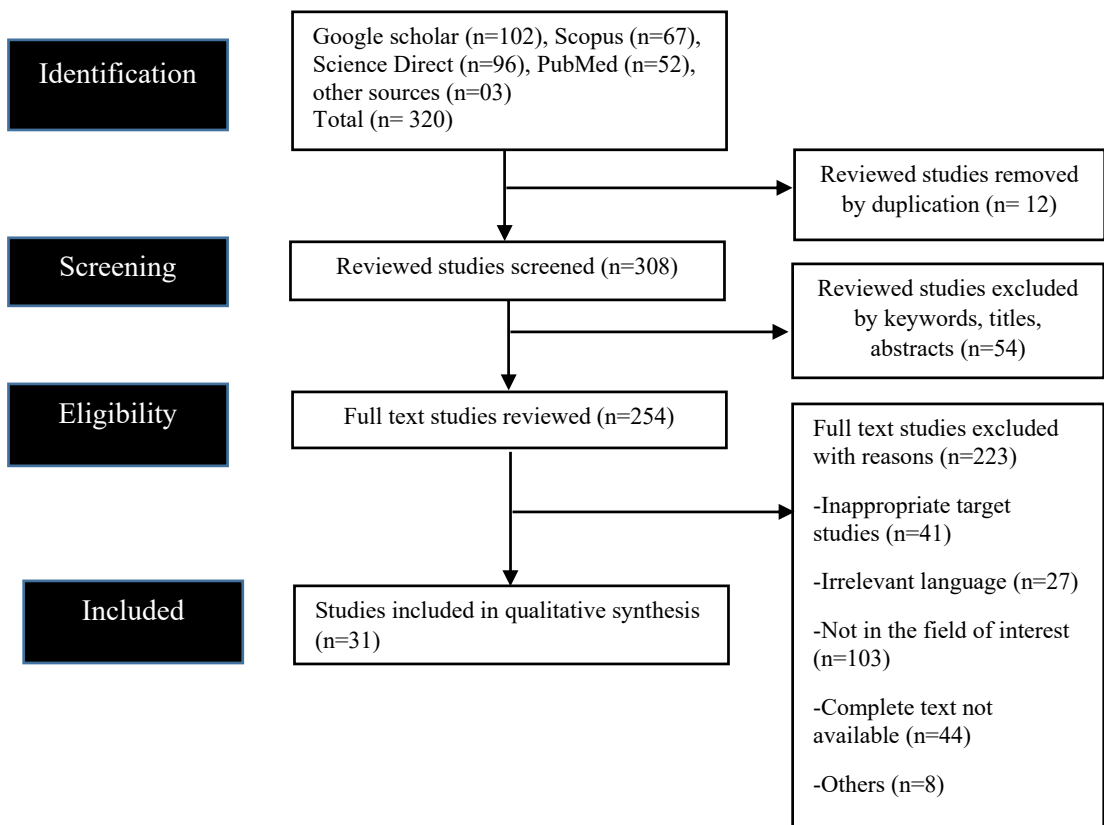 Identification
Google scholar (n=102), Scopus (n=67),
Science Direct (n=96), PubMed (n=52),
other sources (n=03)
Total (n= 320)
Reviewed studies removed
by duplication (n= 12)
Screening
Reviewed studies screened (n=308)
Reviewed studies excluded
by keywords, titles,
abstracts (n=54)
Eligibility
Full text studies reviewed (n=254)
Full text studies excluded
with reasons (n=223)
-Inappropriate target
studies (n=41)
-Irrelevant language (n=27)
-Not in the field of interest
(n=103)
-Complete text not
available (n=44)
-Others (n=8)
Included
Studies included in qualitative synthesis
(n=31)